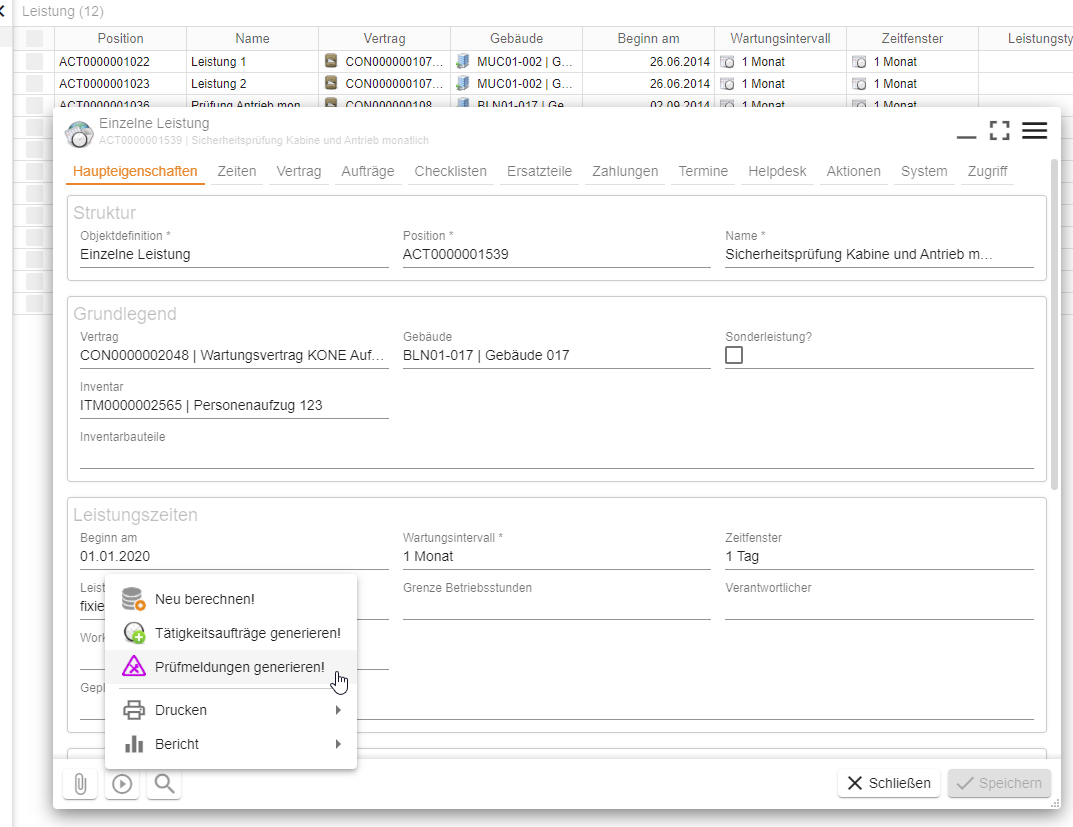 Leistung (12)
Position Name Vertrag Gebäude Beginn am Wartungsintervall Zeitfenster Leistungsty
ACT0000001022 Leistung 1 CON000000107... MUC01-002 | G... 26.06.2014 1 Monat 1 Monat
ACT0000001023 Leistung 2 CON000000107... MUC01-002 | G... 26.06.2014 1 Monat 1 Monat
ACT0000001036 Prüfung Antrieb mon CON000000108 BLN01-017 | Ge 02.09.2014 1 Monat 1 Monat
Einzelne Leistung
ACT0000001539 | Sicherheitsprüfung Kabine und Antrieb monatlich
Haupteigenschaften Zeiten Vertrag Aufträge Checklisten Ersatzteile Zahlungen Termine Helpdesk Aktionen System Zugriff
Struktur
Objektdefinition * Position * Name *
Einzelne Leistung ACT0000001539 Sicherheitsprüfung Kabine und Antrieb m...
Grundlegend
Vertrag Gebäude Sonderleistung?
CON0000002048 | Wartungsvertrag KONE Auf... BLN01-017 | Gebäude 017
Inventar
ITM0000002565 | Personenaufzug 123
Inventarbauteile
Leistungszeiten
Beginn am Wartungsintervall * Zeitfenster
01.01.2020 1 Monat 1 Tag
Leist Grenze Betriebsstunden Verantwortlicher
fixie
Work
Gepl
Neu berechnen!
Tätigkeitsaufträge generieren!
Prüfmeldungen generieren!
Drucken
Bericht
Schließen Speichern